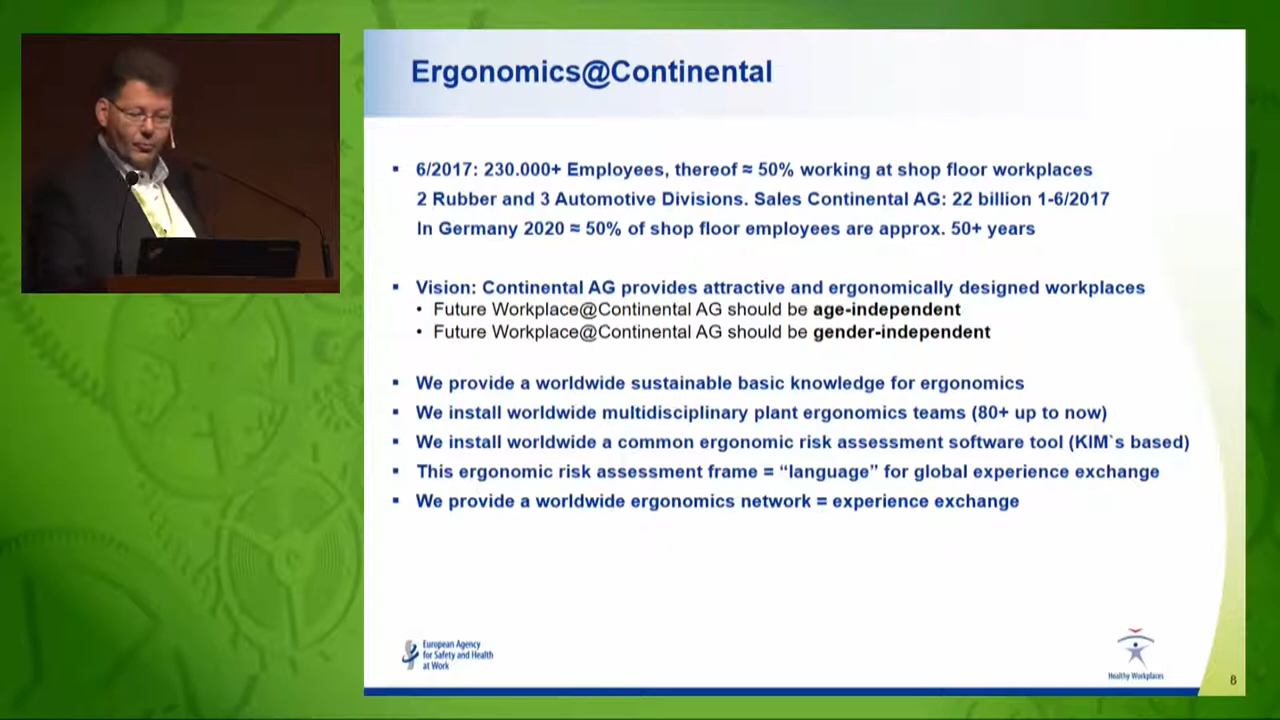 Ergonomics@Continental
▪ 6/2017: 230.000+ Employees, thereof ≈ 50% working at shop floor workplaces
2 Rubber and 3 Automotive Divisions. Sales Continental AG: 22 billion 1-6/2017
In Germany 2020 ≈ 50% of shop floor employees are approx. 50+ years
▪ Vision: Continental AG provides attractive and ergonomically designed workplaces
• Future Workplace@Continental AG should be age-independent
• Future Workplace@Continental AG should be gender-independent
▪ We provide a worldwide sustainable basic knowledge for ergonomics
▪ We install worldwide multidisciplinary plant ergonomics teams (80+ up to now)
▪ We install worldwide a common ergonomic risk assessment software tool (KIM`s based)
▪ This ergonomic risk assessment frame = “language” for global experience exchange
▪ We provide a worldwide ergonomics network = experience exchange
European Agency
for Safety and Health
at Work
Healthy Workplaces
8